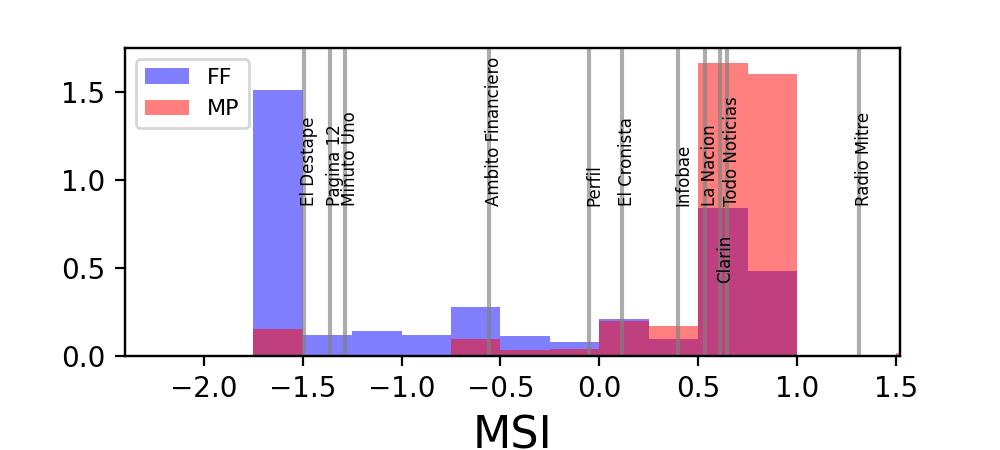 FF
MP
1.5
1.0
0.5
0.0
El Destape
Pagina 12
Minuto Uno
Ambito Financiero
Perfil
El Cronista
Infobae
La Nacion
Clarin
Todo Noticias
Radio Mitre
−2.0 −1.5 −1.0 −0.5 0.0 0.5 1.0 1.5
MSI